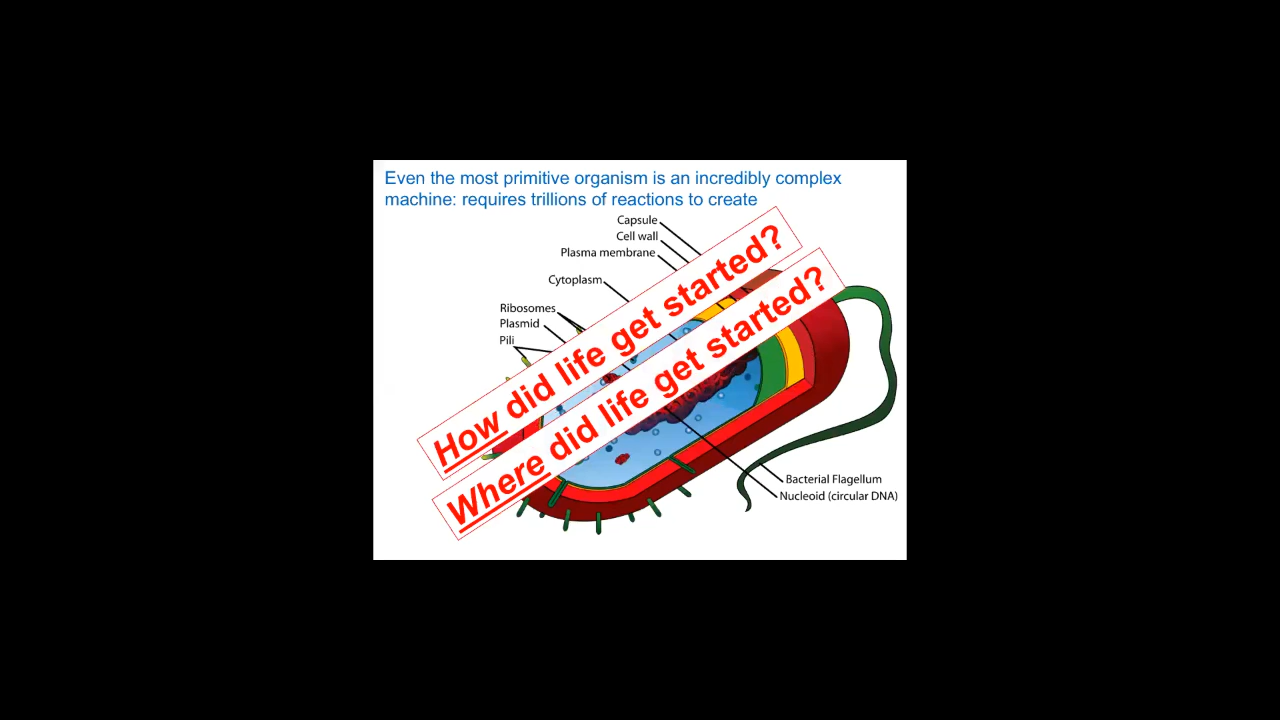 Even the most primitive organism is an incredibly complex
machine: requires trillions of reactions to create
Capsule
Cell wall
Plasma membrane
Cytoplasm
Ribosomes
Plasmid
Pili
How did life get started?
Where did life get started?
Bacterial Flagellum
Nucleoid (circular DNA)